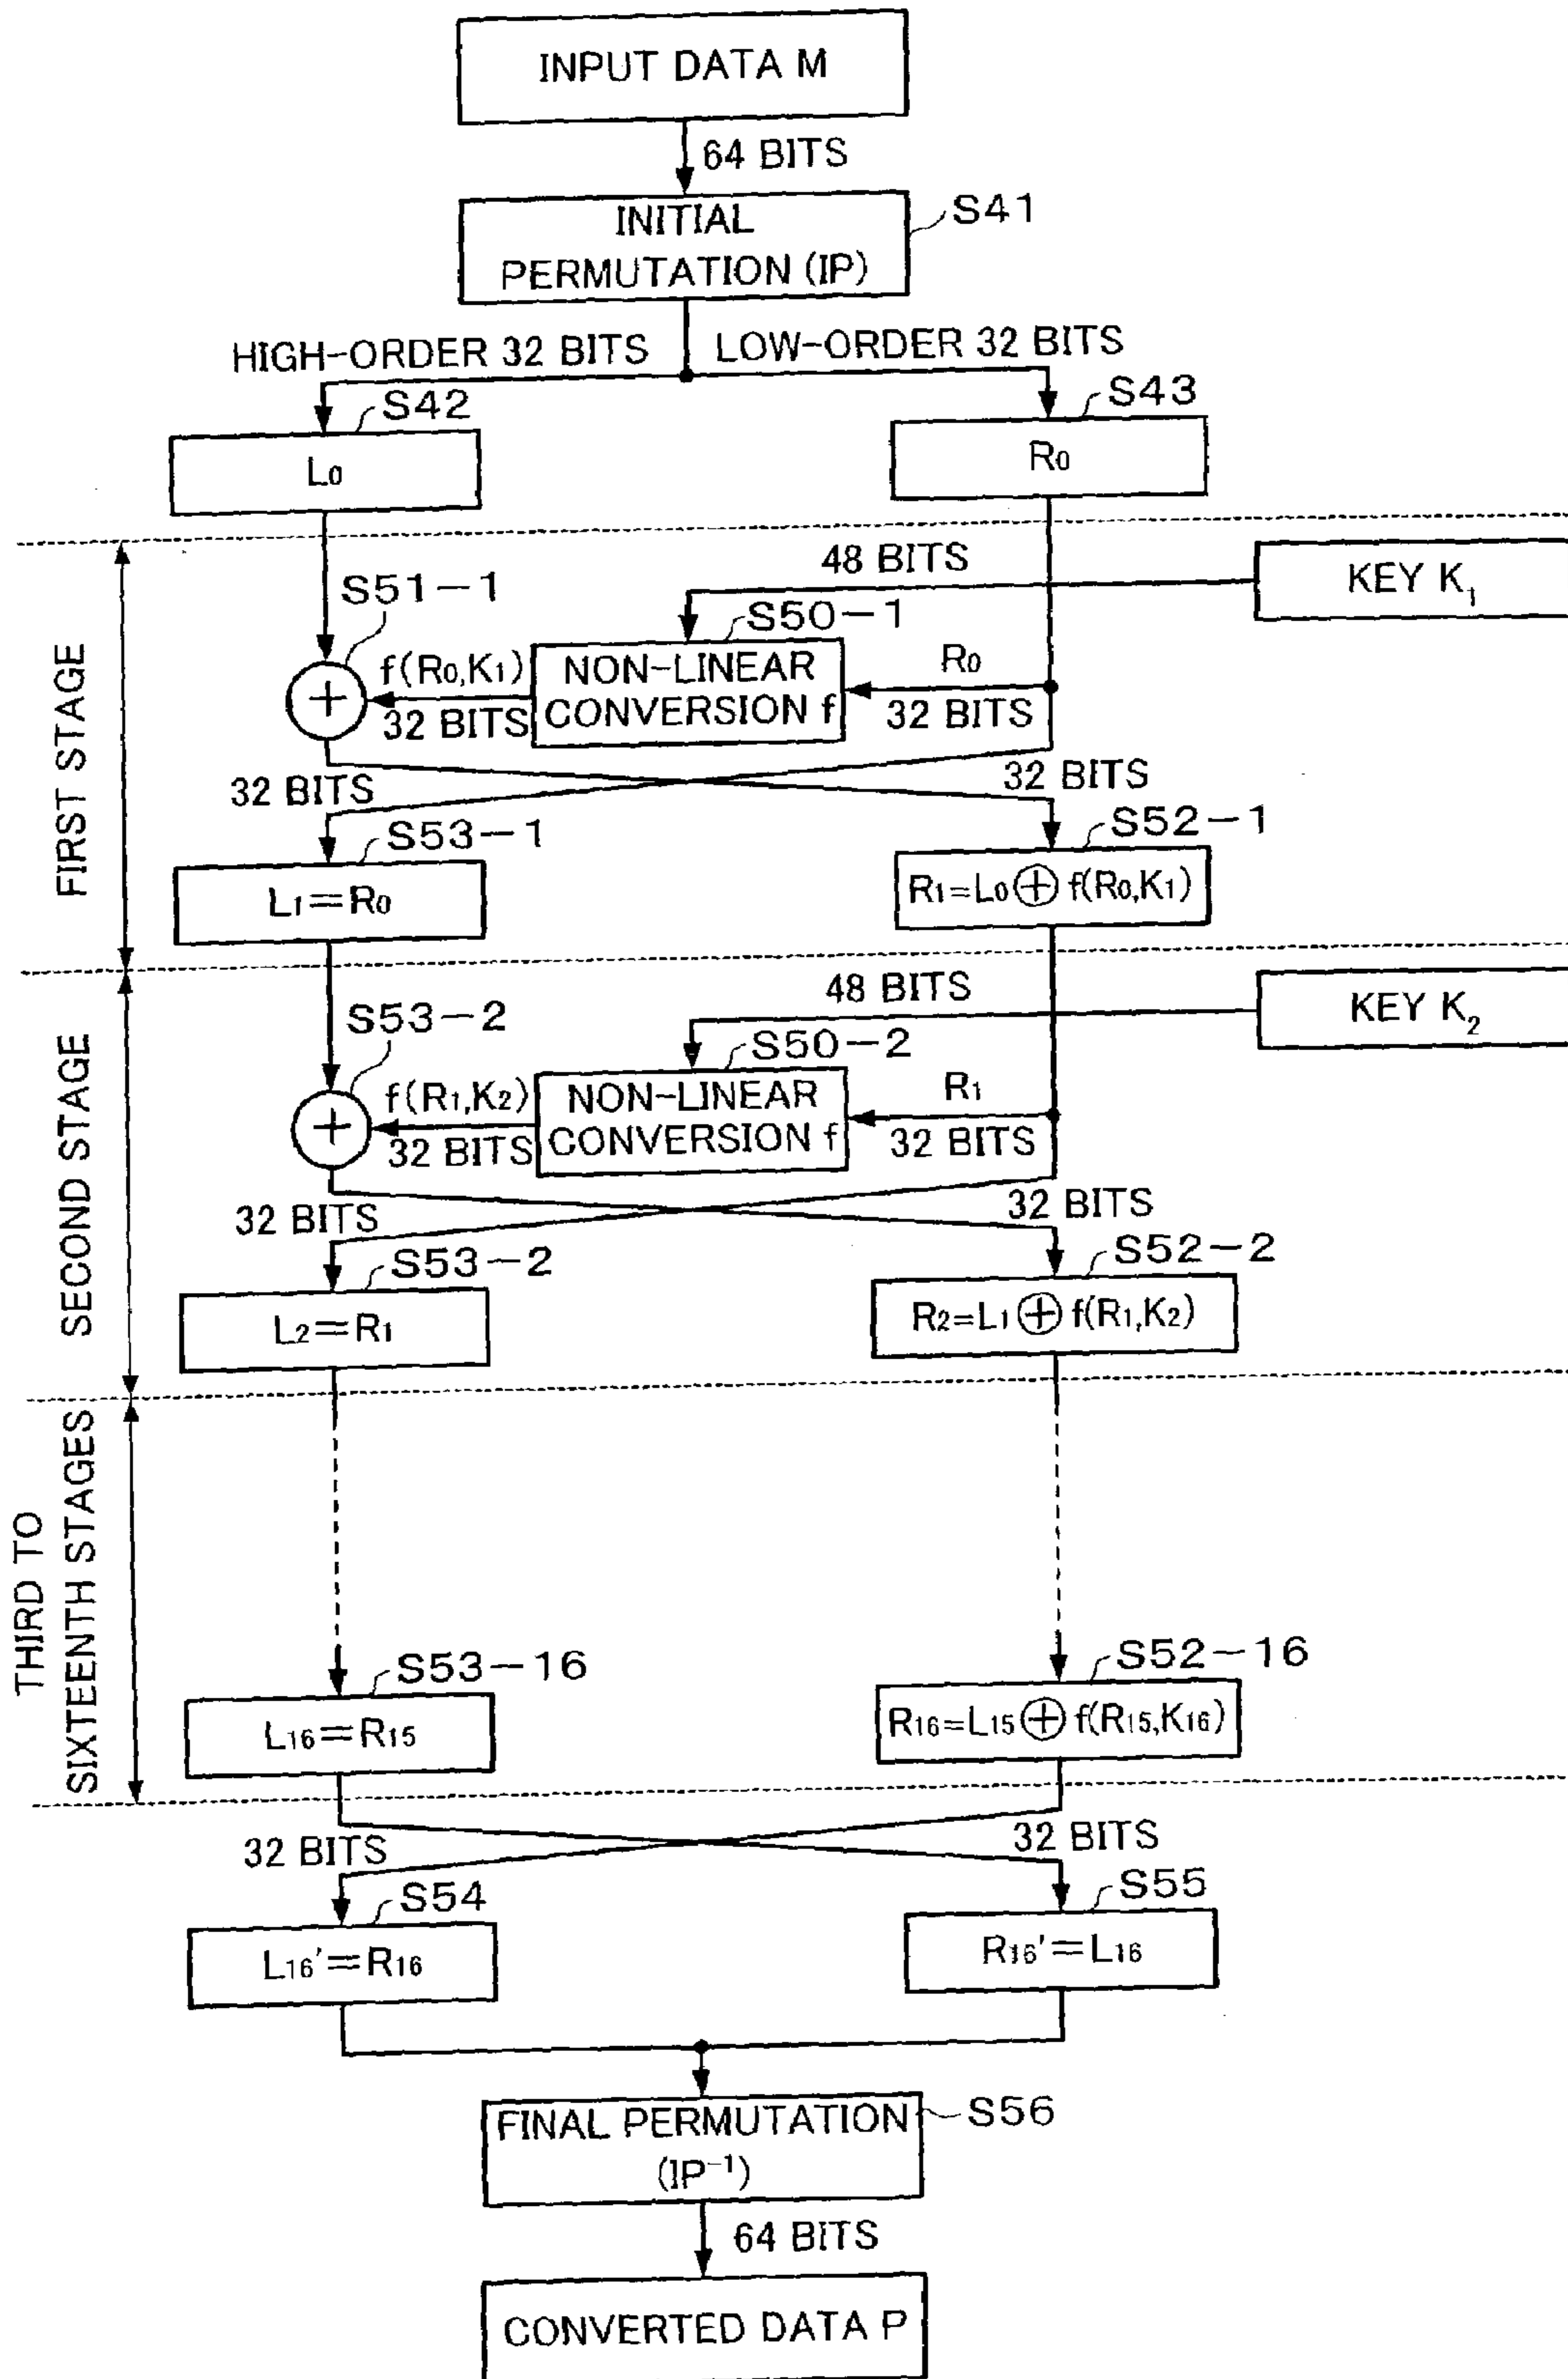 INPUT DATA M
64 BITS
INITIAL
PERMUTATION (IP)
S41
HIGH-ORDER 32 BITS
LOW-ORDER 32 BITS
S42
S43
L0
R0
FIRST STAGE
48 BITS
KEY K1
S51-1
S50-1
f(R0,K1)
32 BITS
NON-LINEAR
CONVERSION f
R0
32 BITS
32 BITS
32 BITS
S53-1
S52-1
L1=R0
R1=L0⊕f(R0,K1)
SECOND STAGE
48 BITS
KEY K2
S53-2
S50-2
f(R1,K2)
32 BITS
NON-LINEAR
CONVERSION f
R1
32 BITS
32 BITS
32 BITS
S53-2
S52-2
L2=R1
R2=L1⊕f(R1,K2)
THIRD TO
SIXTEENTH STAGES
S53-16
S52-16
L16=R15
R16=L15⊕f(R15,K16)
32 BITS
32 BITS
S54
S55
L16'=R16
R16'=L16
FINAL PERMUTATION
(IP⁻¹)
S56
64 BITS
CONVERTED DATA P